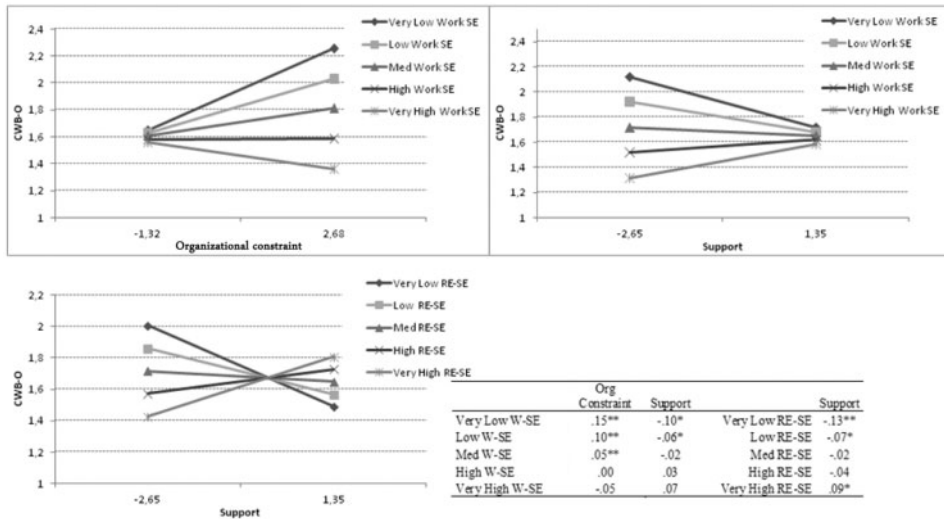 2,4
2,2
2
1,8
1,6
1,4
1,2
1
CWB-O
-1,32
2,68
Organizational constraint
Very Low Work SE
Low Work SE
Med Work SE
High Work SE
Very High Work SE
2,4
2,2
2
1,8
1,6
1,4
1,2
1
CWB-O
-2,65
1,35
Support
Very Low Work SE
Low Work SE
Med Work SE
High Work SE
Very High Work SE
2,2
2
1,8
1,6
1,4
1,2
1
CWB-O
-2,65
1,35
Support
Very Low RE-SE
Low RE-SE
Med RE-SE
High RE-SE
Very High RE-SE
Org
Constraint Support Support
Very Low W-SE .15** -.10* Very Low RE-SE -.13**
Low W-SE .10** -.06* Low RE-SE -.07*
Med W-SE .05** -.02 Med RE-SE -.02
High W-SE .00 .03 High RE-SE -.04
Very High W-SE -.05 .07 Very High RE-SE .09*